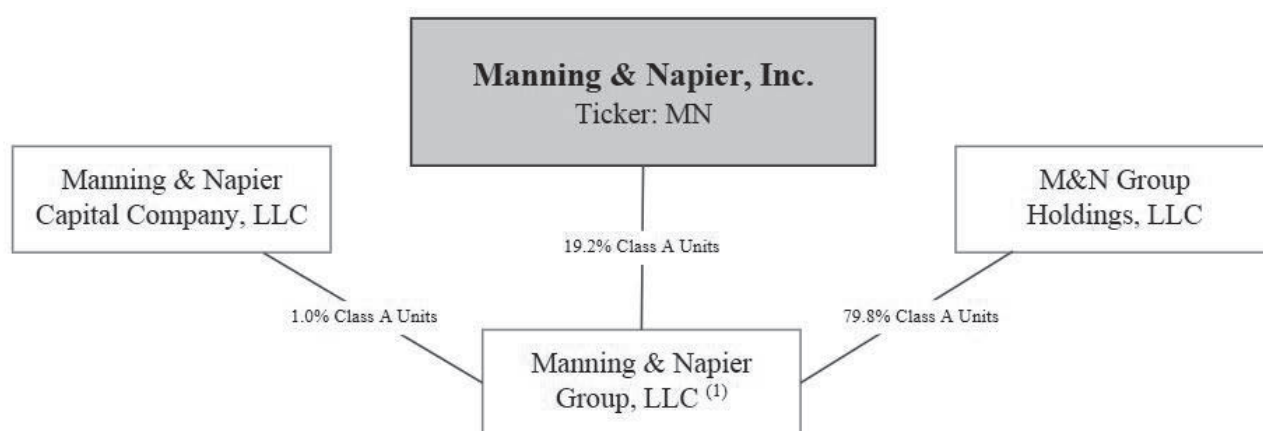 Manning & Napier, Inc.
Ticker: MN
Manning & Napier
Capital Company, LLC
M&N Group
Holdings, LLC
19.2% Class A Units
1.0% Class A Units
79.8% Class A Units
Manning & Napier
Group, LLC (1)